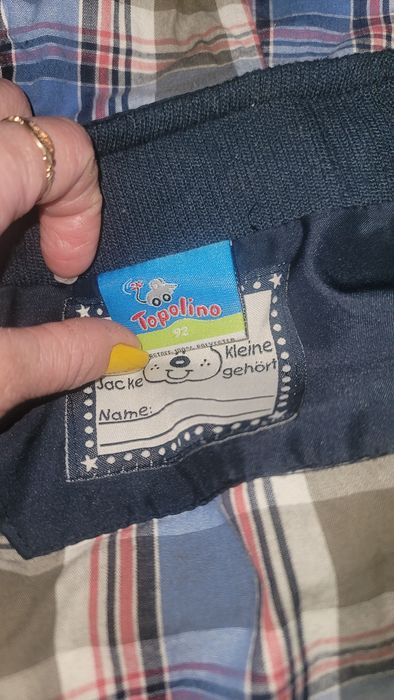 Topolino
92
kleine
Jacke gehört
Name: